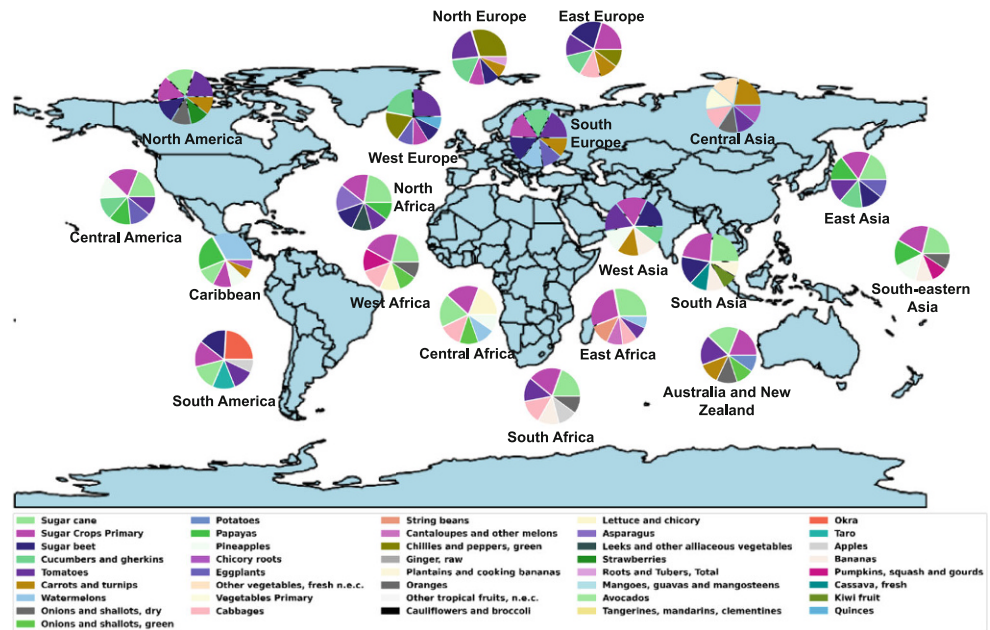 North Europe
East Europe
North America
West Europe
South
Europe
Central Asia
North
Africa
Central America
East Asia
Caribbean
West Africa
West Asia
South Asia
South-eastern
Asia
Central Africa
East Africa
South America
Australia and New
Zealand
South Africa
Sugar cane
Sugar Crops Primary
Sugar beet
Cucumbers and gherkins
Tomatoes
Carrots and turnips
Watermelons
Onions and shallots, dry
Onions and shallots, green
Potatoes
Papayas
Pineapples
Chicory roots
Eggplants
Other vegetables, fresh n.e.c.
Vegetables Primary
Cabbages
String beans
Cantaloupes and other melons
Chillies and peppers, green
Ginger, raw
Plantains and cooking bananas
Oranges
Other tropical fruits, n.e.c.
Cauliflowers and broccoli
Lettuce and chicory
Asparagus
Leeks and other alliaceous vegetables
Strawberries
Roots and Tubers, Total
Mangoes, guavas and mangosteens
Avocados
Tangerines, mandarins, clementines
Okra
Taro
Apples
Bananas
Pumpkins, squash and gourds
Cassava, fresh
Kiwi fruit
Quinces